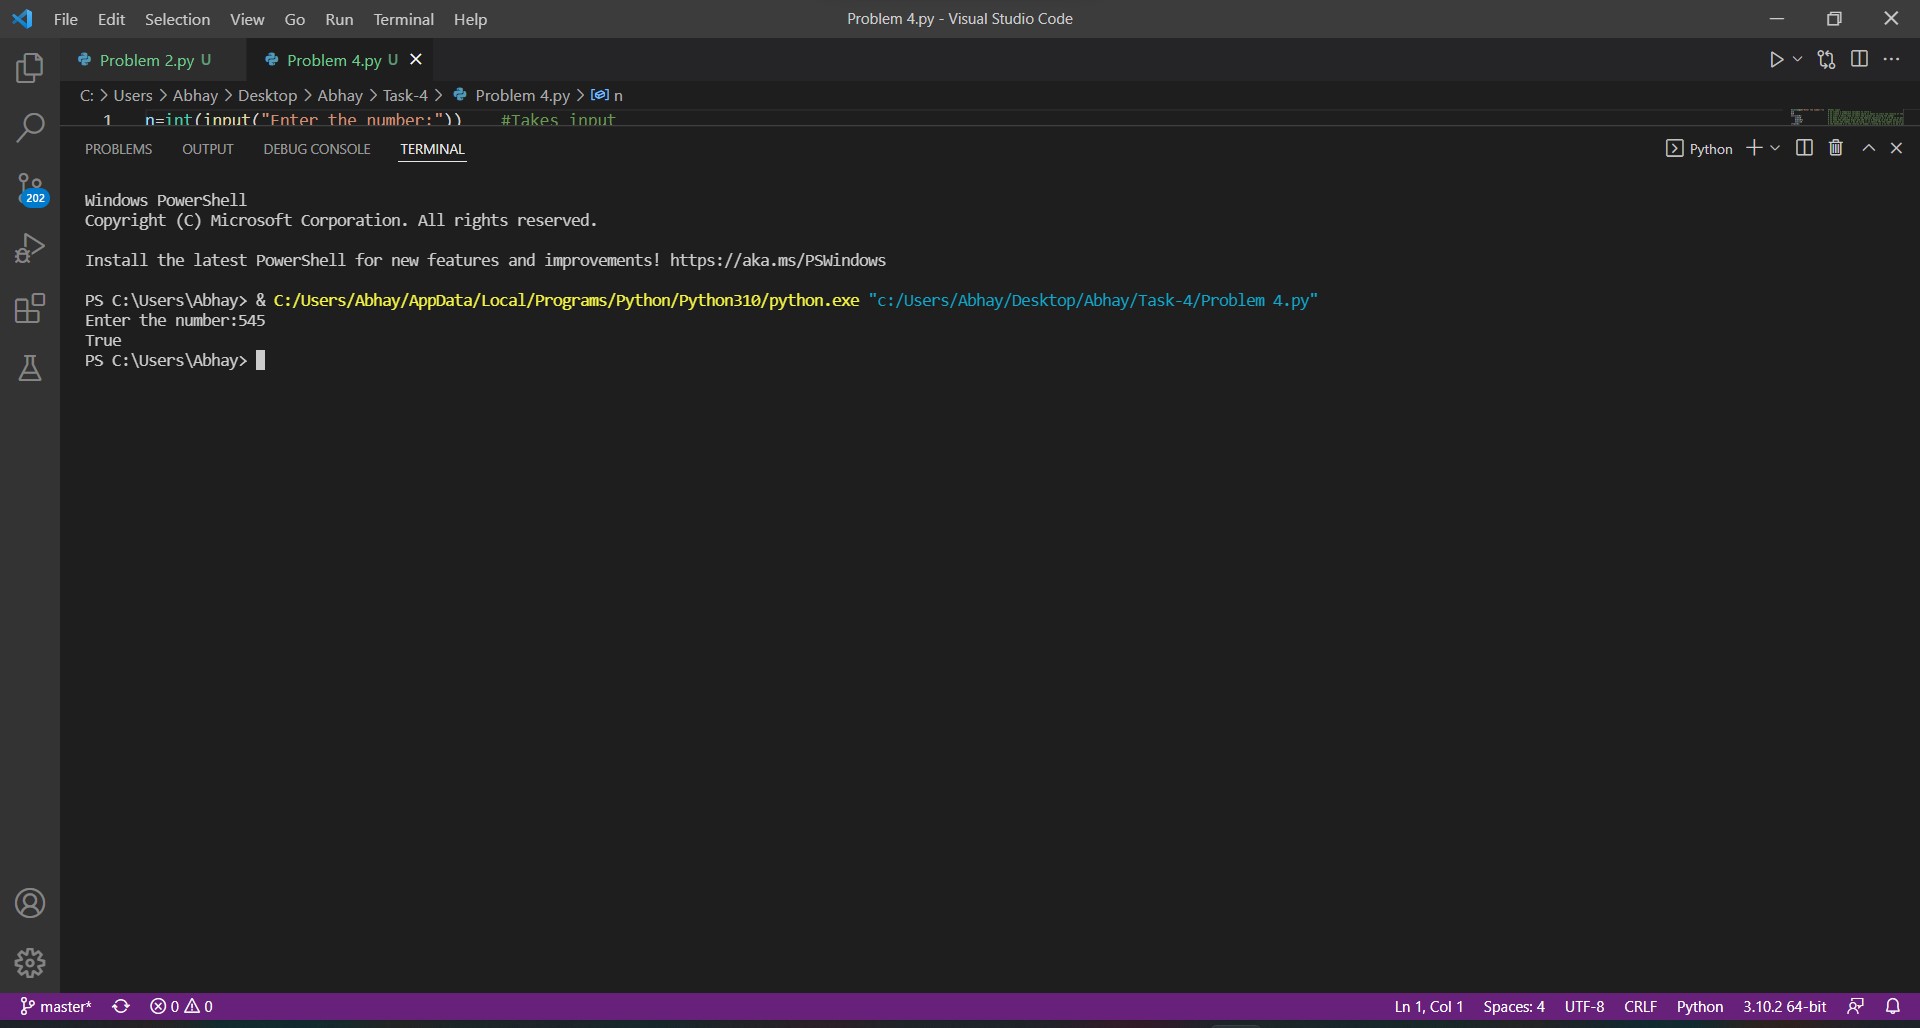 File Edit Selection View Go Run Terminal Help
Problem 4.py - Visual Studio Code
Problem 2.py U
Problem 4.py U
C: > Users > Abhay > Desktop > Abhay > Task-4 > Problem 4.py > n
1 n=int(input("Enter the number:")) #Takes input
PROBLEMS OUTPUT DEBUG CONSOLE TERMINAL
Python
202
Windows PowerShell
Copyright (C) Microsoft Corporation. All rights reserved.
Install the latest PowerShell for new features and improvements! https://aka.ms/PSWindows
PS C:\Users\Abhay> & C:/Users/Abhay/AppData/Local/Programs/Python/Python310/python.exe "c:/Users/Abhay/Desktop/Abhay/Task-4/Problem 4.py"
Enter the number:545
True
PS C:\Users\Abhay>
master* 0 0
Ln 1, Col 1 Spaces: 4 UTF-8 CRLF Python 3.10.2 64-bit